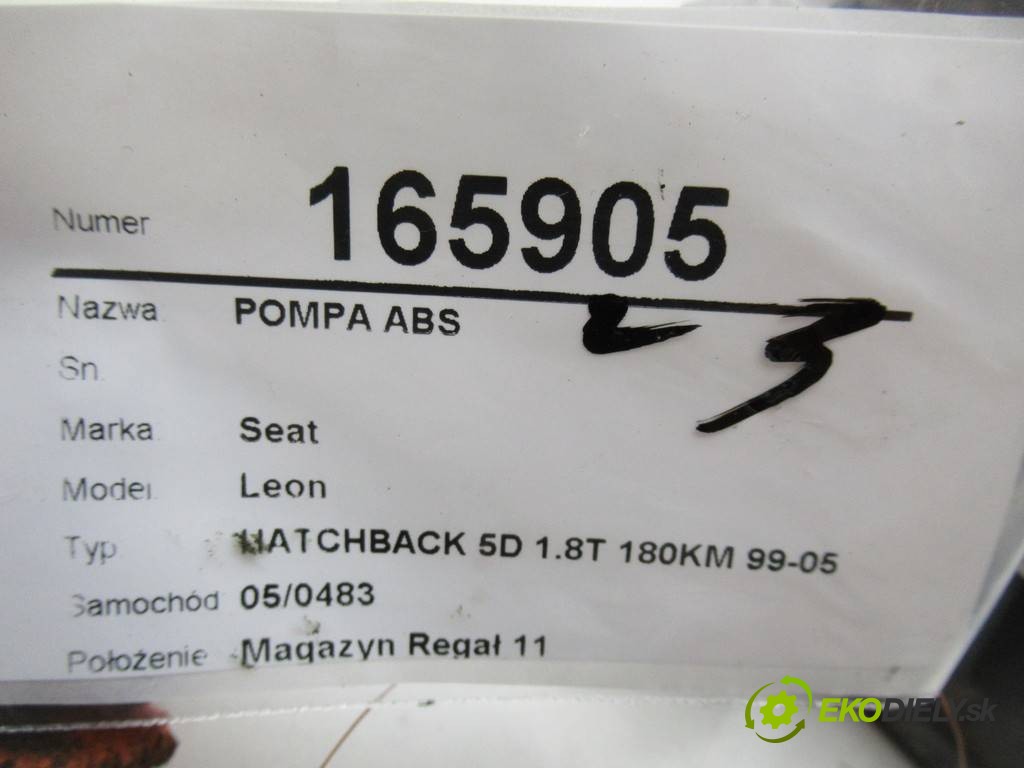 Numer 165905
Nazwa POMPA ABS
Sn.
Marka Seat
Model Leon
Typ HATCHBACK 5D 1.8T 180KM 99-05
Samochód 05/0483
Położenie Magazyn Regał 11
EKODIELY.sk